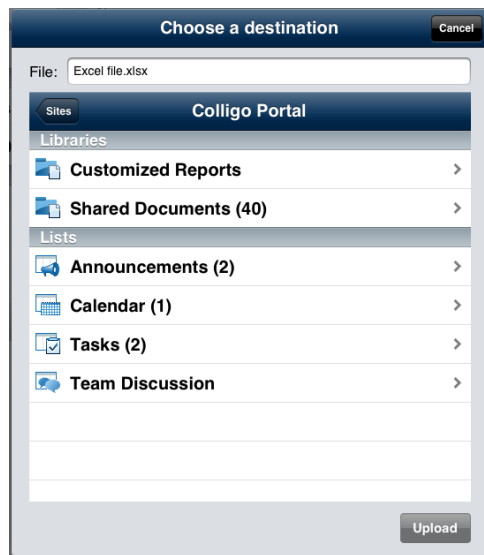 Choose a destination
Cancel
File: Excel file.xlsx
Sites
Colligo Portal
Libraries
Customized Reports
Shared Documents (40)
Lists
Announcements (2)
Calendar (1)
Tasks (2)
Team Discussion
Upload